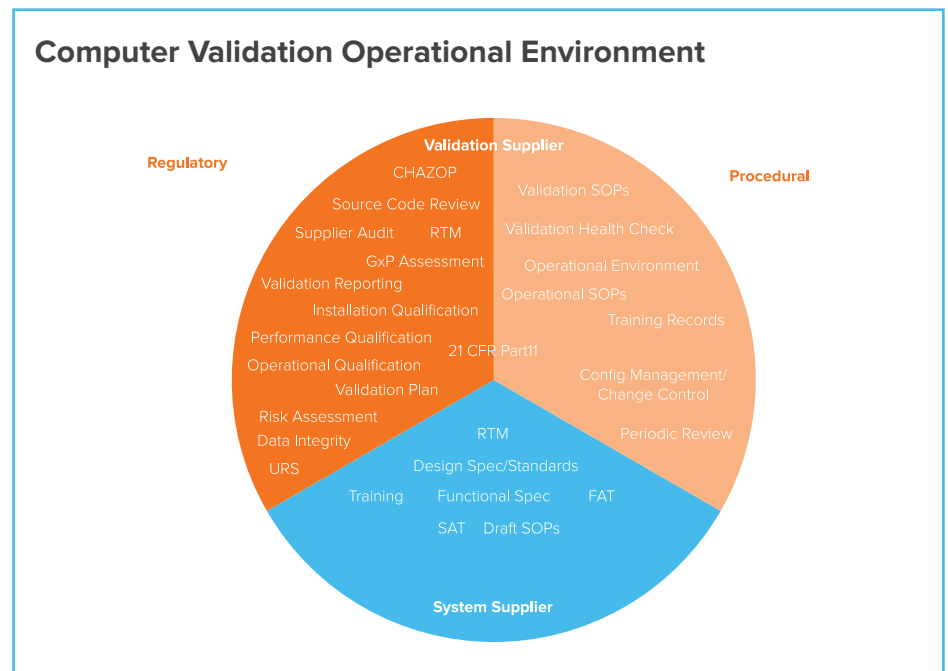 Computer Validation Operational Environment
Regulatory
Procedural
Validation Supplier
CHAZOP
Source Code Review
Supplier Audit RTM
GxP Assessment
Validation Reporting
Installation Qualification
Performance Qualification
Operational Qualification
Validation Plan
Risk Assessment
Data Integrity
URS
21 CFR Part11
Validation SOPs
Validation Health Check
Operational Environment
Operational SOPs
Training Records
Config Management/
Change Control
Periodic Review
RTM
Design Spec/Standards
Training Functional Spec FAT
SAT Draft SOPs
System Supplier